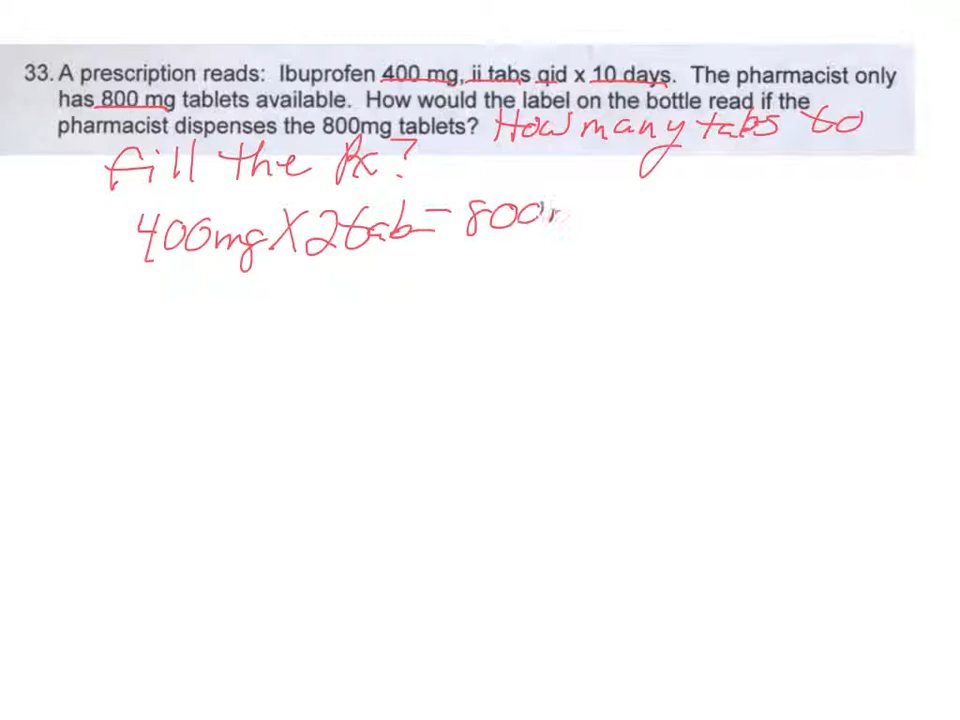 33. A prescription reads: Ibuprofen 400 mg, ii tabs qid x 10 days. The pharmacist only
has 800 mg tablets available. How would the label on the bottle read if the
pharmacist dispenses the 800mg tablets? How many tabs to
fill the Rx?
400mg X 2 tab = 800